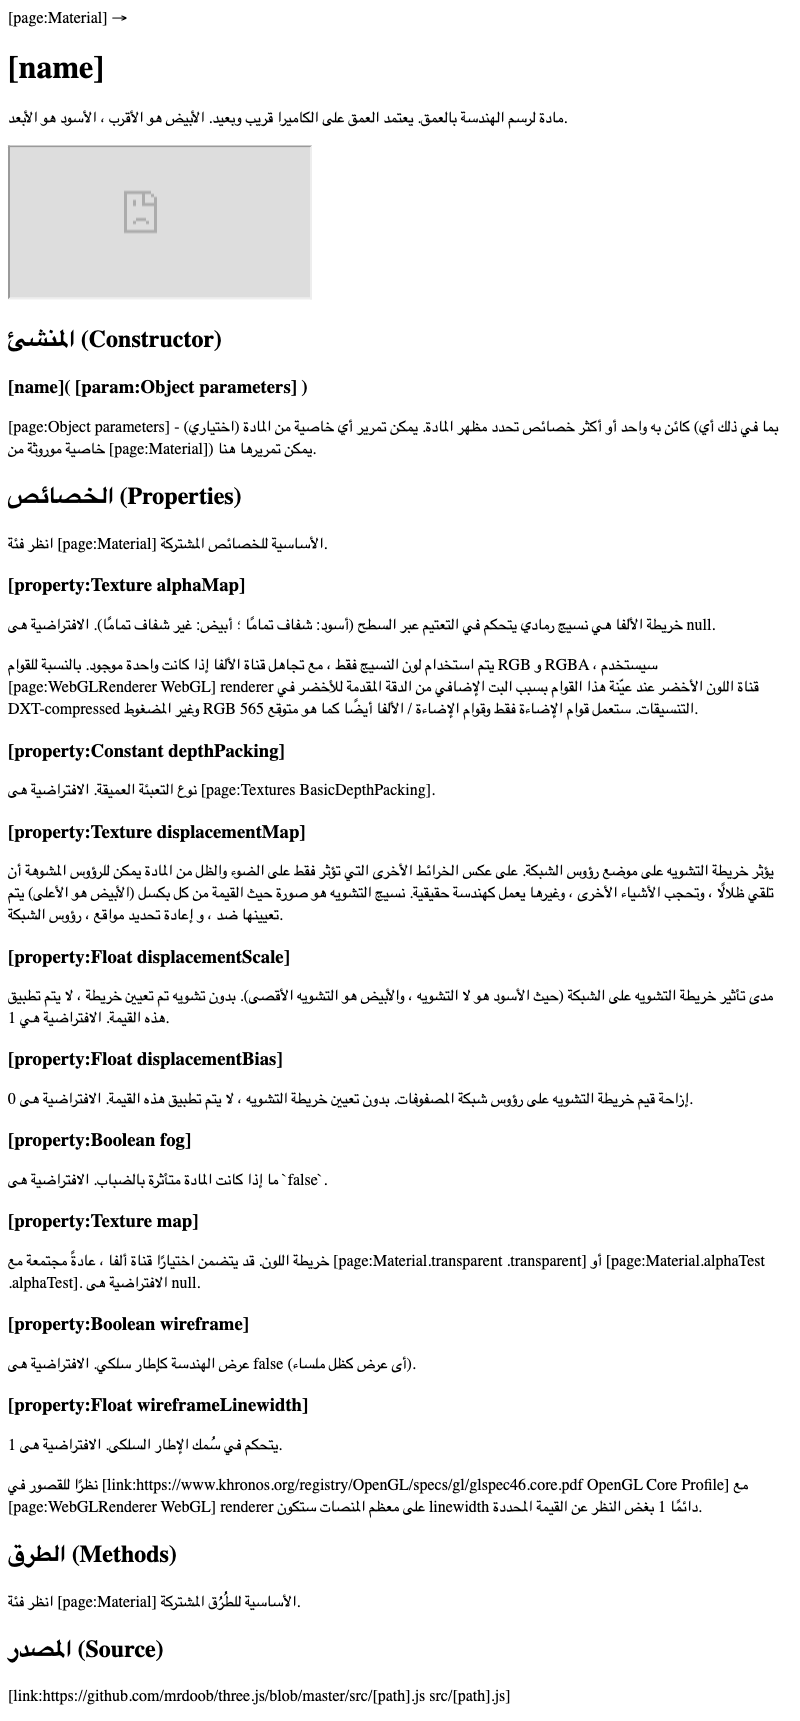 [page:Material] →
[name]
مادة لرسم الهندسة بالعمق. يعتمد العمق على الكاميرا قريب وبعيد. الأبيض هو الأقرب ، الأسود هو الأبعد.
المنشئ (Constructor)
[name]( [param:Object parameters] )
[page:Object parameters] - (اختياري) كائن به واحد أو أكثر خصائص تحدد مظهر المادة. يمكن تمرير أي خاصية من المادة (بما في ذلك أي
خاصية موروثة من [page:Material]) يمكن تمريرها هنا.
الخصائص (Properties)
انظر فئة [page:Material] الأساسية للخصائص المشتركة.
[property:Texture alphaMap]
خريطة الألفا هي نسيج رمادي يتحكم في التعتيم عبر السطح (أسود: شفاف تمامًا ؛ أبيض: غير شفاف تمامًا). الافتراضية هى null.
يتم استخدام لون النسيج فقط ، مع تجاهل قناة الألفا إذا كانت واحدة موجود. بالنسبة للقوام RGB و RGBA ، سيستخدم
[page:WebGLRenderer WebGL] renderer قناة اللون الأخضر عند عيّنة هذا القوام بسبب البت الإضافي من الدقة المقدمة للأخضر في
DXT-compressed وغير المضغوط RGB 565 التنسيقات. ستعمل قوام الإضاءة فقط وقوام الإضاءة / الألفا أيضًا كما هو متوقع.
[property:Constant depthPacking]
نوع التعبئة العميقة. الافتراضية هى [page:Textures BasicDepthPacking].
[property:Texture displacementMap]
يؤثر خريطة التشويه على موضع رؤوس الشبكة. على عكس الخرائط الأخرى التي تؤثر فقط على الضوء والظل من المادة يمكن للرؤوس المشوهة أن
تلقي ظلالًا ، وتحجب الأشياء الأخرى ، وغيرها يعمل كهندسة حقيقية. نسيج التشويه هو صورة حيث القيمة من كل بكسل (الأبيض هو الأعلى) يتم
تعيينها ضد ، و إعادة تحديد مواقع ، رؤوس الشبكة.
[property:Float displacementScale]
مدى تأثير خريطة التشويه على الشبكة (حيث الأسود هو لا التشويه ، والأبيض هو التشويه الأقصى). بدون تشويه تم تعيين خريطة ، لا يتم تطبيق
هذه القيمة. الافتراضية هي 1.
[property:Float displacementBias]
إزاحة قيم خريطة التشويه على رؤوس شبكة المصفوفات. بدون تعيين خريطة التشويه ، لا يتم تطبيق هذه القيمة. الافتراضية هى 0.
[property:Boolean fog]
ما إذا كانت المادة متأثرة بالضباب. الافتراضية هى `false`.
[property:Texture map]
خريطة اللون. قد يتضمن اختيارًا قناة ألفا ، عادةً مجتمعة مع [page:Material.transparent .transparent] أو [page:Material.alphaTest
.alphaTest]. الافتراضية هى null.
[property:Boolean wireframe]
عرض الهندسة كإطار سلكي. الافتراضية هى false (أى عرض كظل ملساء).
[property:Float wireframeLinewidth]
يتحكم في سُمك الإطار السلكى. الافتراضية هى 1.
نظرًا للقصور في [link:https://www.khronos.org/registry/OpenGL/specs/gl/glspec46.core.pdf OpenGL Core Profile] مع
[page:WebGLRenderer WebGL] renderer على معظم المنصات ستكون linewidth دائمًا 1 بغض النظر عن القيمة المحددة.
الطرق (Methods)
انظر فئة [page:Material] الأساسية للطُرُق المشتركة.
المصدر (Source)
[link:https://github.com/mrdoob/three.js/blob/master/src/[path].js src/[path].js]